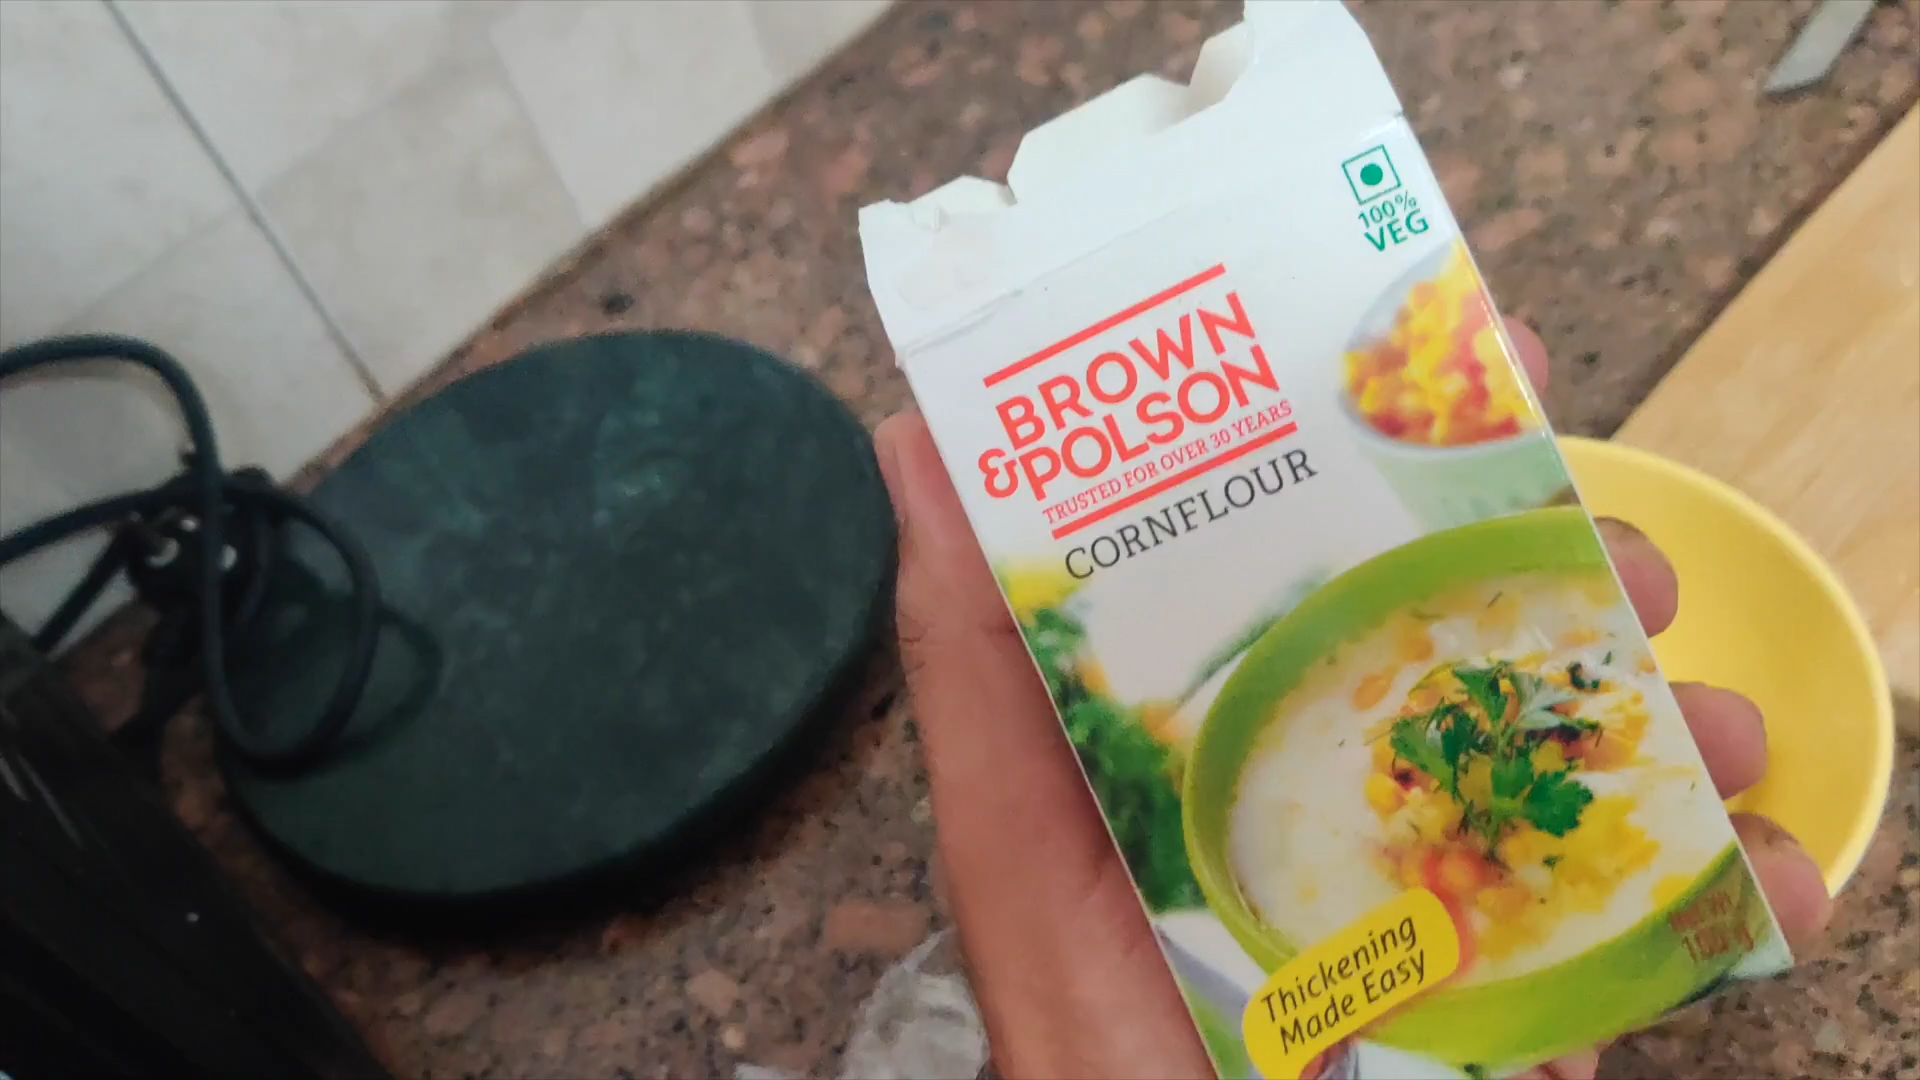 100%
VEG
BROWN
& POLSON
TRUSTED FOR OVER 30 YEARS
CORNFLOUR
Thickening
Made Easy